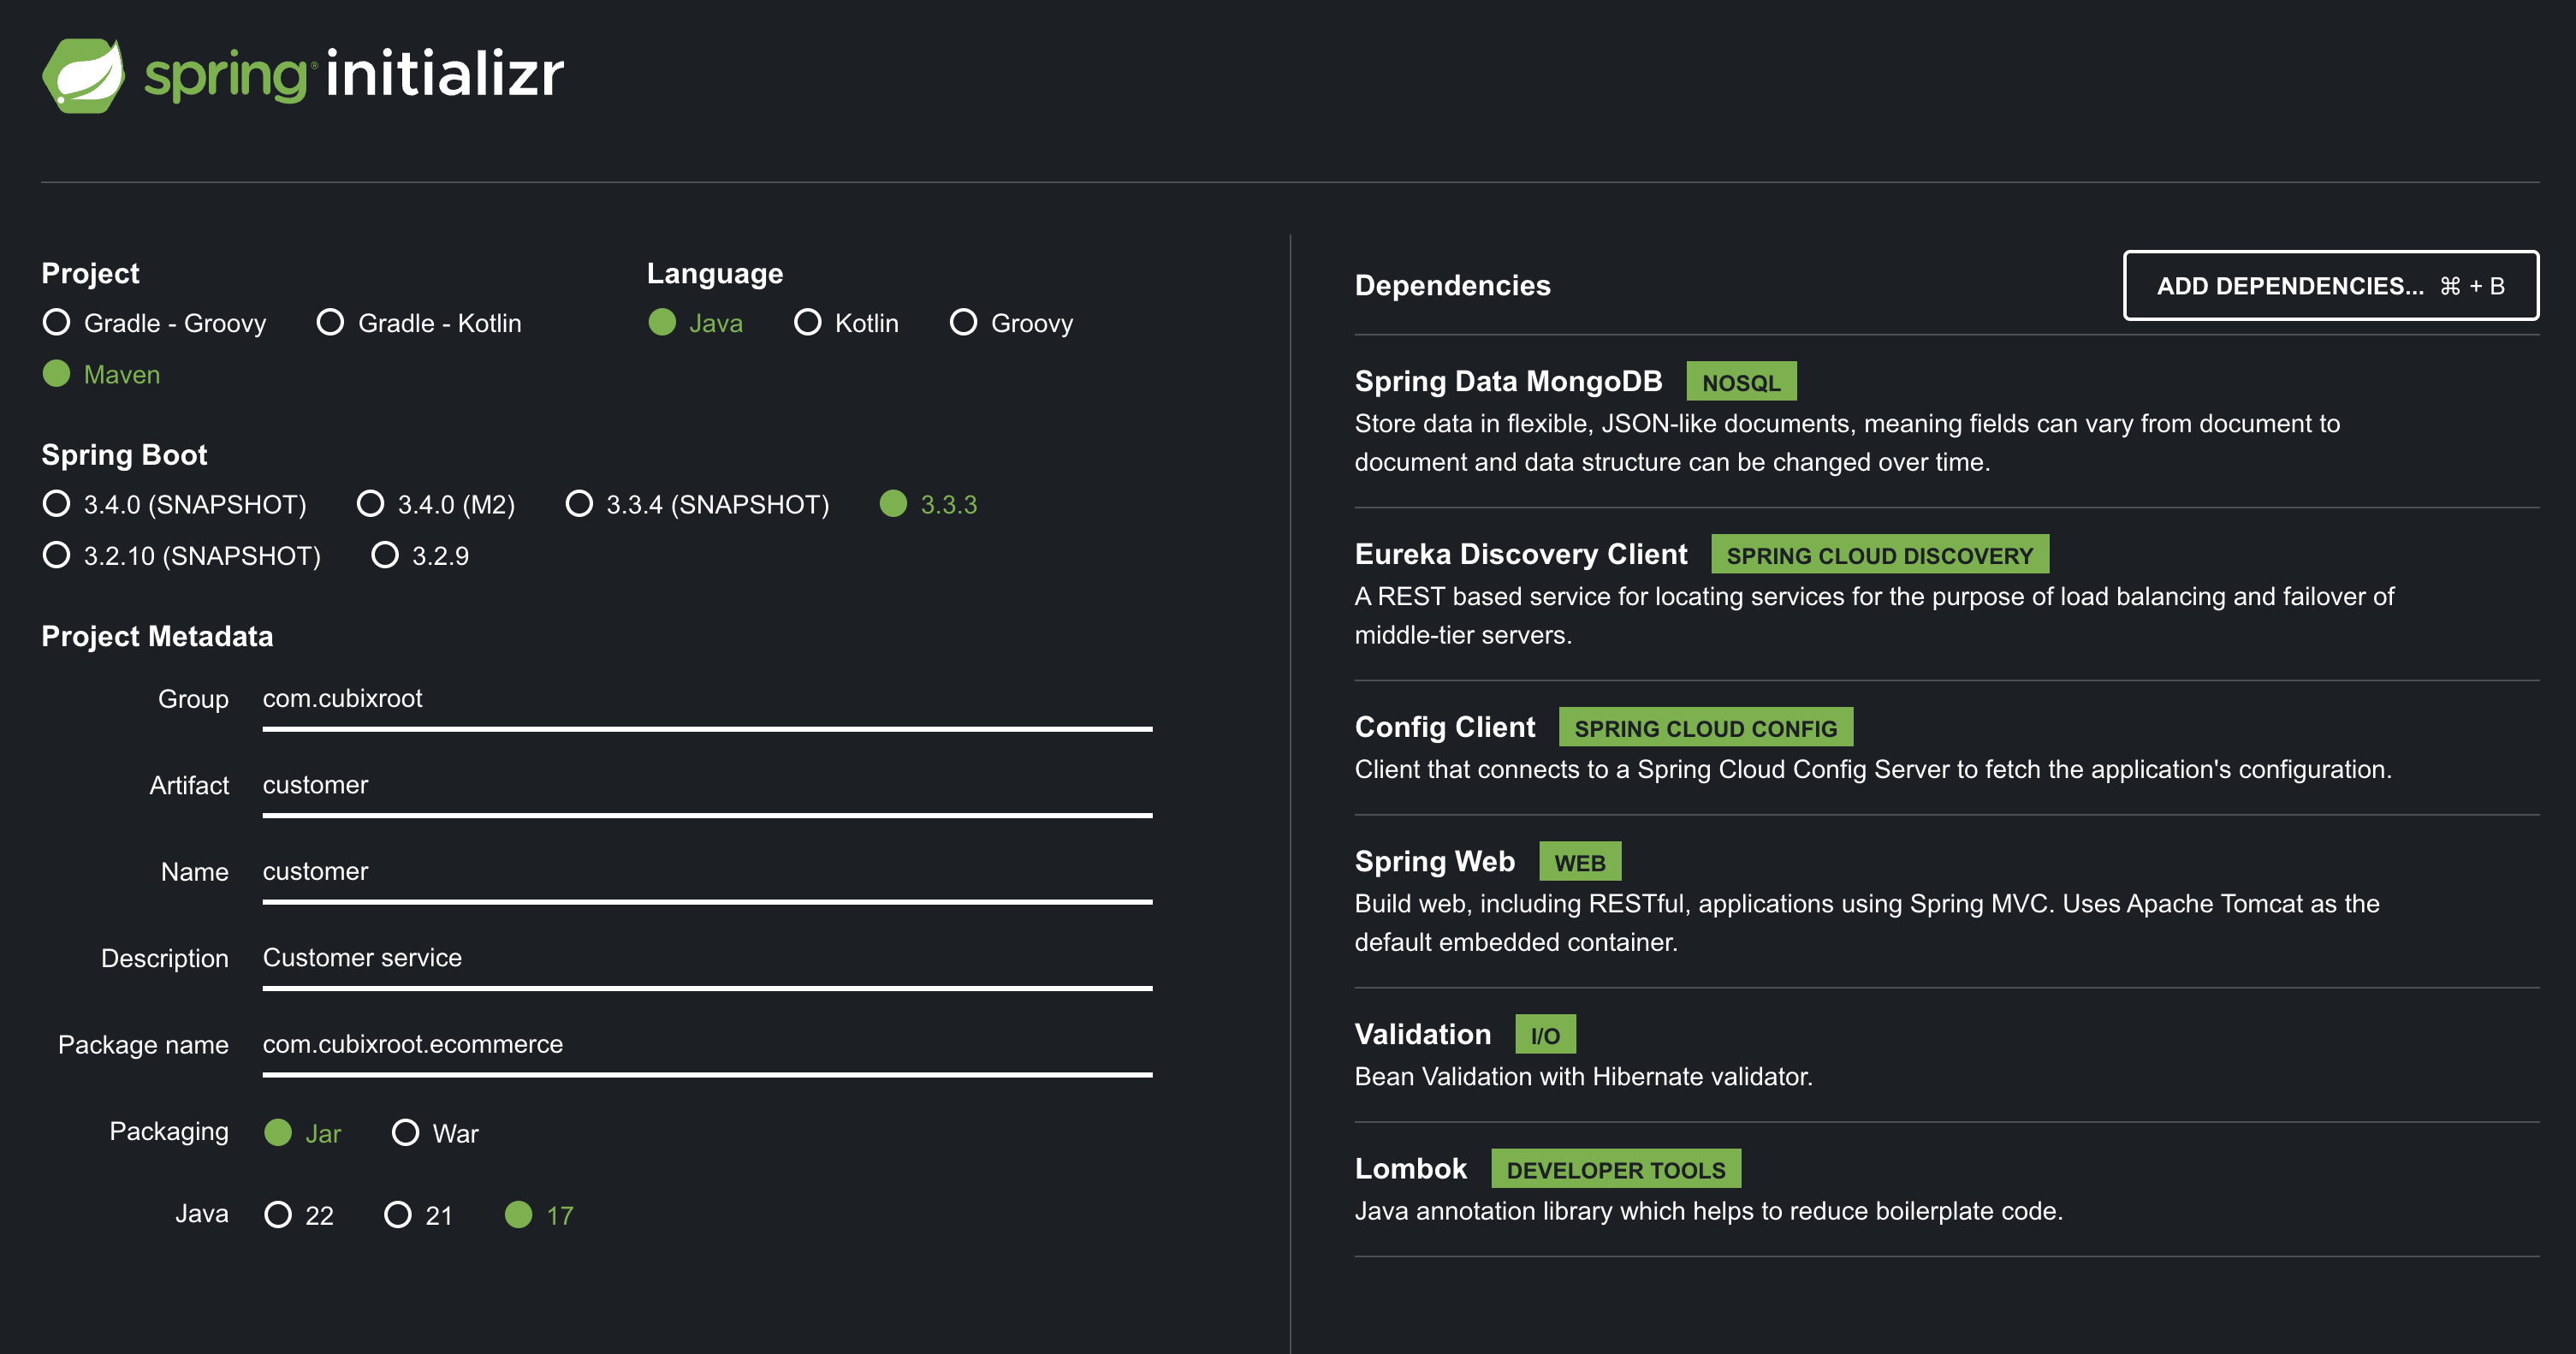 spring® initializr
Project
Gradle - Groovy Gradle - Kotlin
Maven
Language
Java Kotlin Groovy
Spring Boot
3.4.0 (SNAPSHOT) 3.4.0 (M2) 3.3.4 (SNAPSHOT) 3.3.3
3.2.10 (SNAPSHOT) 3.2.9
Project Metadata
Group com.cubixroot
Artifact customer
Name customer
Description Customer service
Package name com.cubixroot.ecommerce
Packaging Jar War
Java 22 21 17
Dependencies ADD DEPENDENCIES... ⌘ + B
Spring Data MongoDB NOSQL
Store data in flexible, JSON-like documents, meaning fields can vary from document to
document and data structure can be changed over time.
Eureka Discovery Client SPRING CLOUD DISCOVERY
A REST based service for locating services for the purpose of load balancing and failover of
middle-tier servers.
Config Client SPRING CLOUD CONFIG
Client that connects to a Spring Cloud Config Server to fetch the application's configuration.
Spring Web WEB
Build web, including RESTful, applications using Spring MVC. Uses Apache Tomcat as the
default embedded container.
Validation I/O
Bean Validation with Hibernate validator.
Lombok DEVELOPER TOOLS
Java annotation library which helps to reduce boilerplate code.